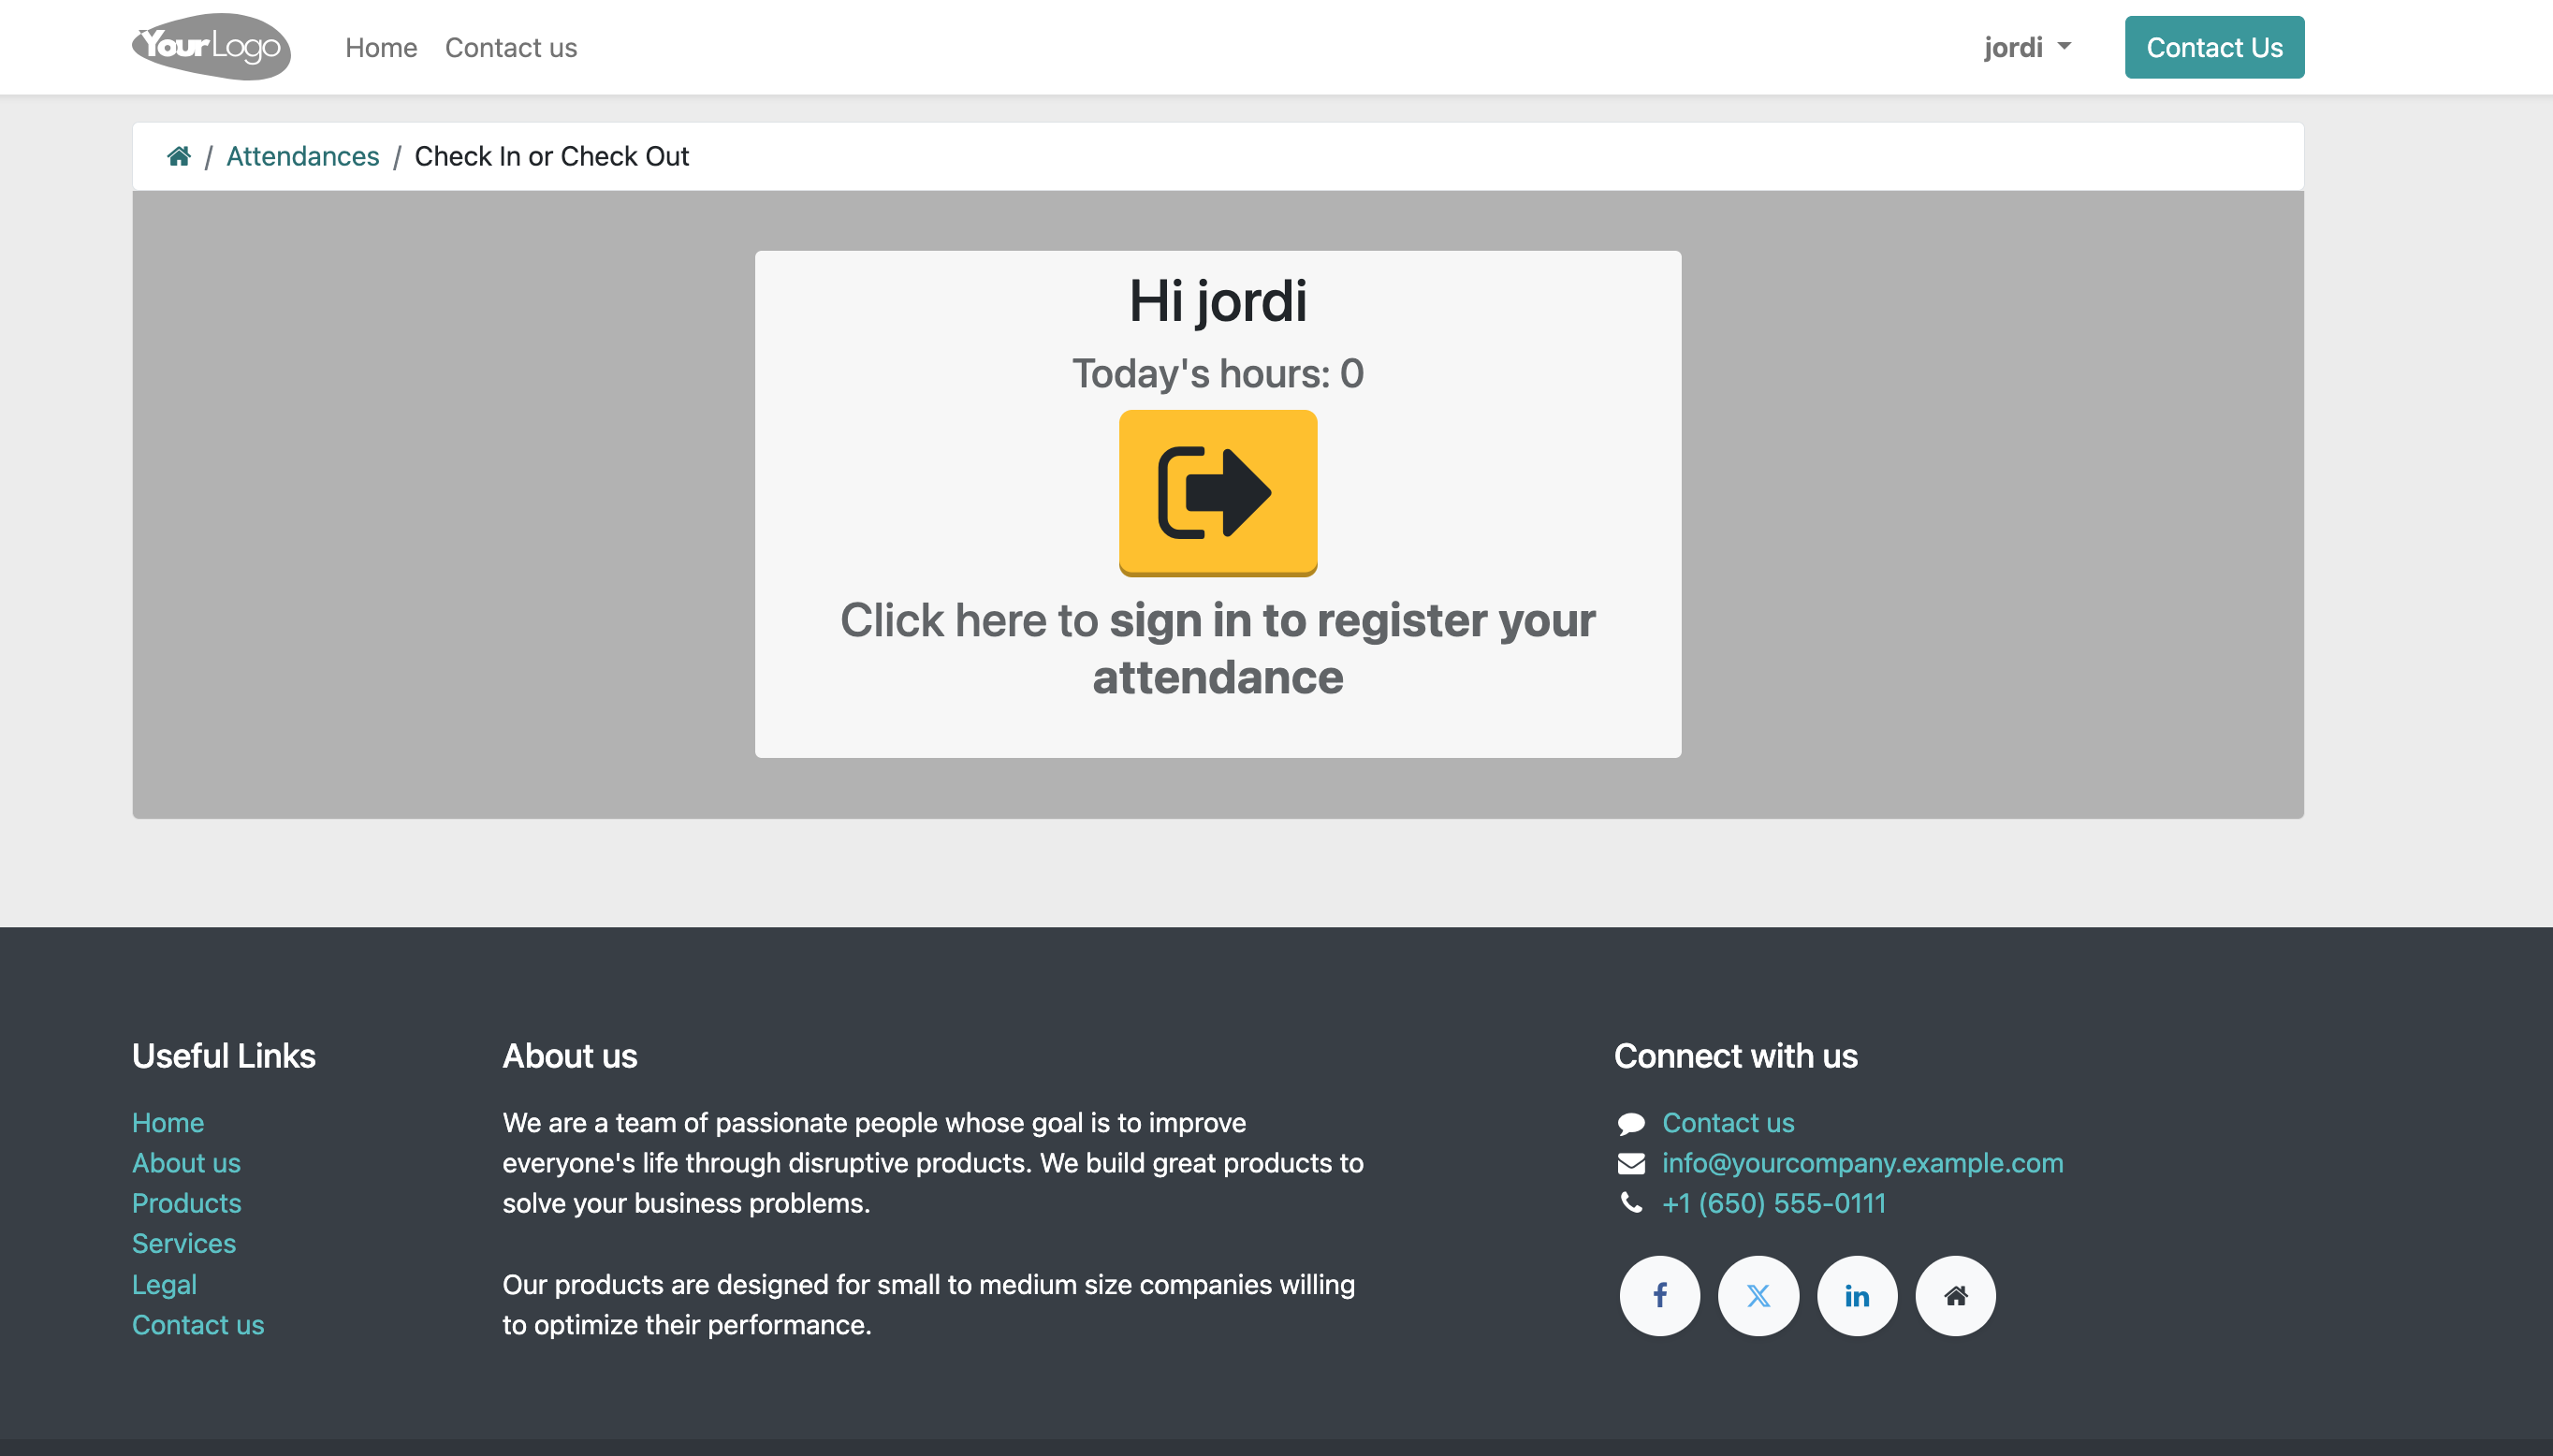 YourLogo
Home
Contact us
jordi
Contact Us
/ Attendances / Check In or Check Out
Hi jordi
Today's hours: 0
Click here to sign in to register your
attendance
Useful Links
Home
About us
Products
Services
Legal
Contact us
About us
We are a team of passionate people whose goal is to improve
everyone's life through disruptive products. We build great products to
solve your business problems.
Our products are designed for small to medium size companies willing
to optimize their performance.
Connect with us
Contact us
info@yourcompany.example.com
+1 (650) 555-0111